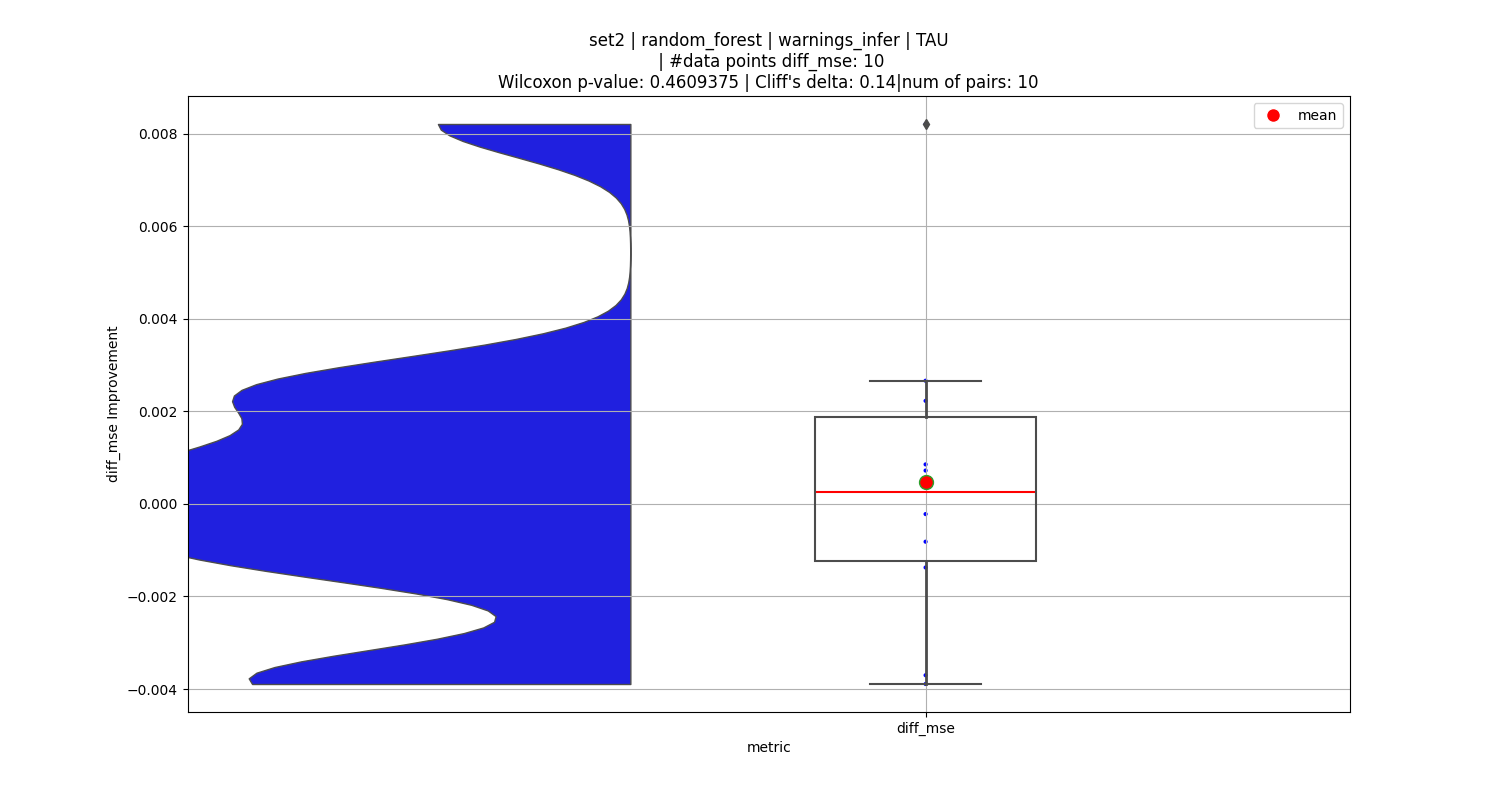 set2 | random_forest | warnings_infer | TAU
| #data points diff_mse: 10
Wilcoxon p-value: 0.4609375 | Cliff's delta: 0.14|num of pairs: 10
mean
0.008
0.006
0.004
0.002
0.000
−0.002
−0.004
diff_mse Improvement
diff_mse
metric